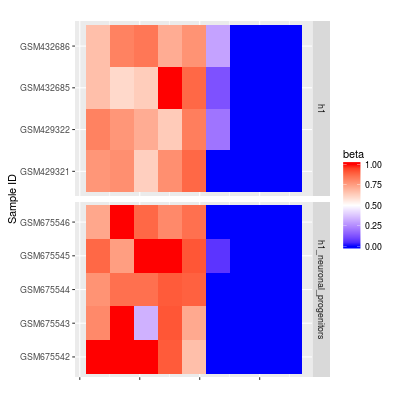 GSM432686
GSM432685
GSM429322
GSM429321
h1
GSM675546
GSM675545
GSM675544
GSM675543
GSM675542
h1_neuronal_progenitors
Sample ID
beta
1.00
0.75
0.50
0.25
0.00